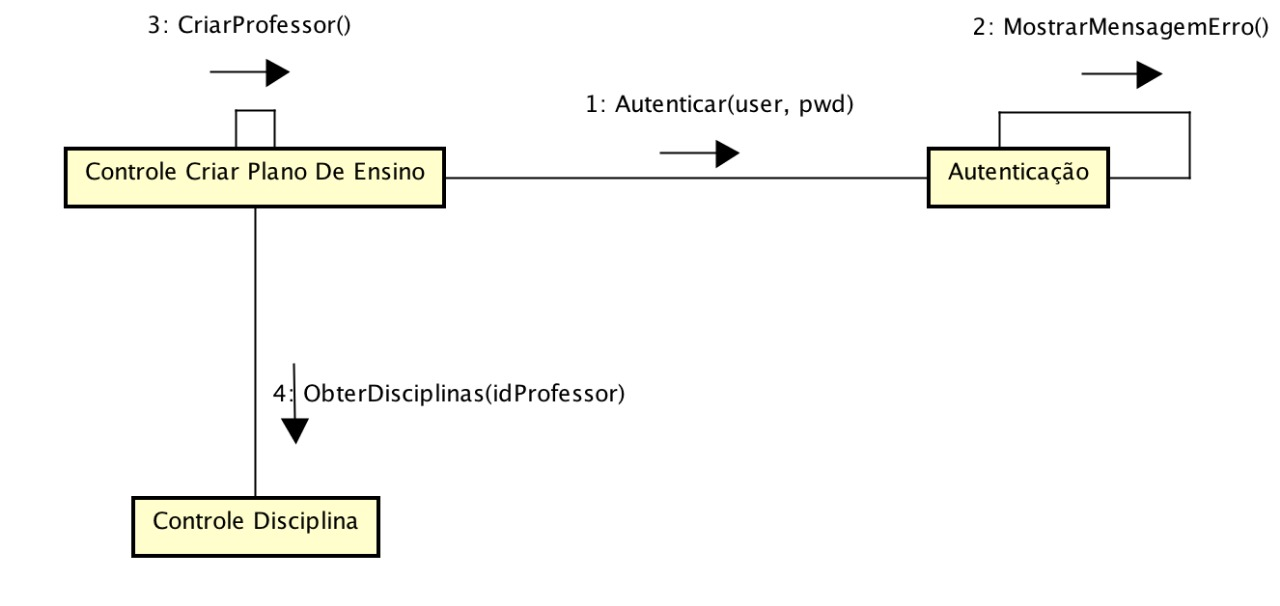 3: CriarProfessor()
2: MostrarMensagemErro()
1: Autenticar(user, pwd)
Controle Criar Plano De Ensino
Autenticação
4: ObterDisciplinas(idProfessor)
Controle Disciplina